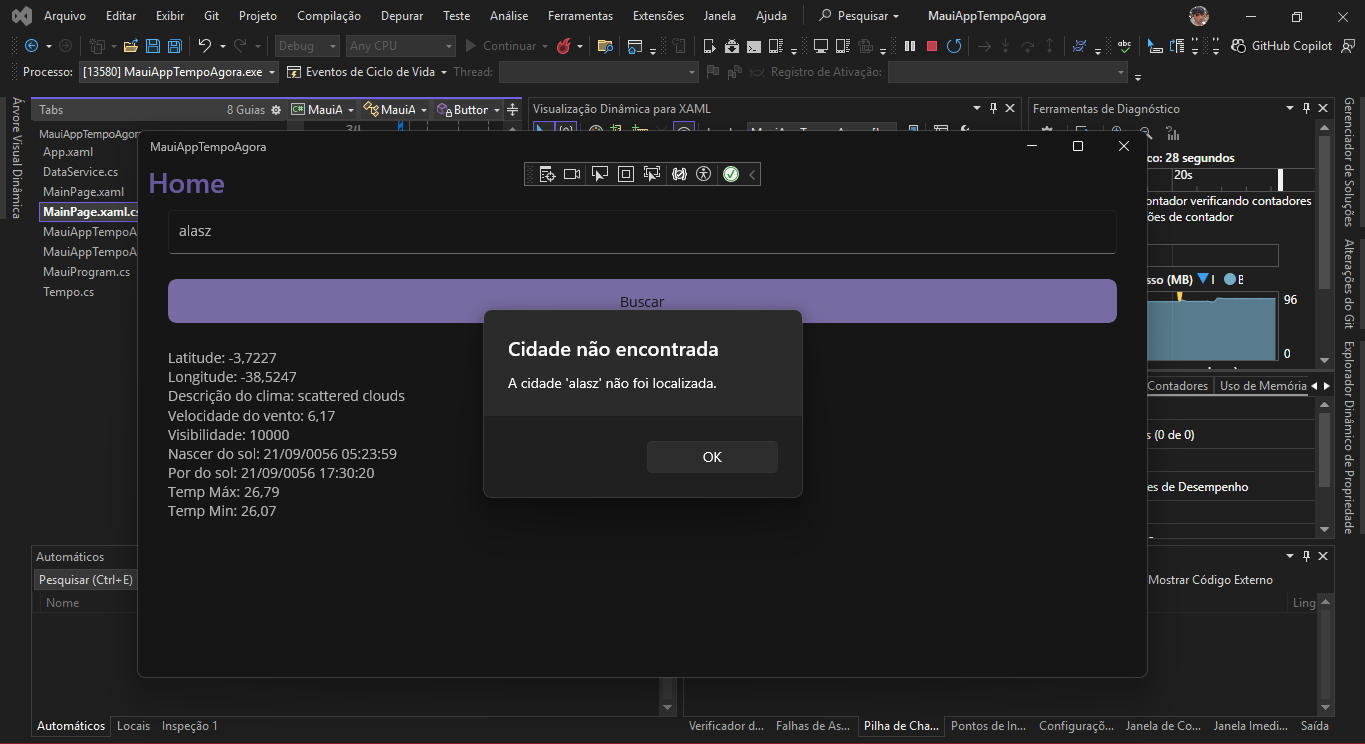 Arquivo Editar Exibir Git Projeto Compilação Depurar Teste Análise Ferramentas Extensões Janela Ajuda Pesquisar MauiAppTempoAgora
Debug Any CPU Continuar GitHub Copilot
Processo: [13580] MauiAppTempoAgora.exe Eventos de Ciclo de Vida Thread: Registro de Ativação:
Árvore Visual Dinâmica
Tabs 8 Guias
MauiAppTempoAgora
App.xaml
DataService.cs
MainPage.xaml
MainPage.xaml.cs
MauiAppTempoA
MauiAppTempoA
MauiProgram.cs
Tempo.cs
MauiA MauiA Button
Visualização Dinâmica para XAML
Ferramentas de Diagnóstico
MauiAppTempoAgora
Home
alasz
Buscar
Latitude: -3,7227
Longitude: -38,5247
Descrição do clima: scattered clouds
Velocidade do vento: 6,17
Visibilidade: 10000
Nascer do sol: 21/09/0056 05:23:59
Por do sol: 21/09/0056 17:30:20
Temp Máx: 26,79
Temp Min: 26,07
Cidade não encontrada
A cidade 'alasz' não foi localizada.
OK
co: 28 segundos
20s
ontador verificando contadores
ões de contador
sso (MB) I B
96
0
Contadores Uso de Memória
s (0 de 0)
es de Desempenho
Gerenciador de Soluções
Alterações do Git
Explorador Dinâmico de Propriedade
Automáticos
Pesquisar (Ctrl+E)
Nome
Mostrar Código Externo
Ling
Automáticos Locais Inspeção 1
Verificador d... Falhas de As... Pilha de Cha... Pontos de In... Configuraçõ... Janela de Co... Janela Imedi... Saída